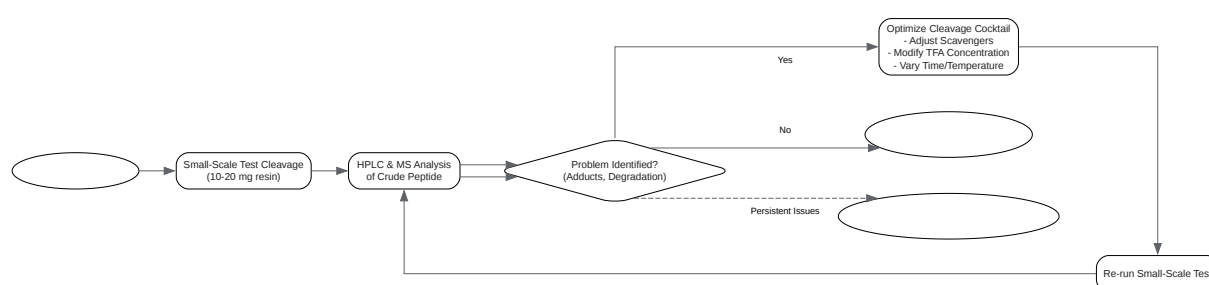 Optimize Cleavage Cocktail
- Adjust Scavengers
- Modify TFA Concentration
- Vary Time/Temperature
Yes
No
Small-Scale Test Cleavage
(10-20 mg resin)
HPLC & MS Analysis
of Crude Peptide
Problem Identified?
(Adducts, Degradation)
Persistent Issues
Re-run Small-Scale Tes